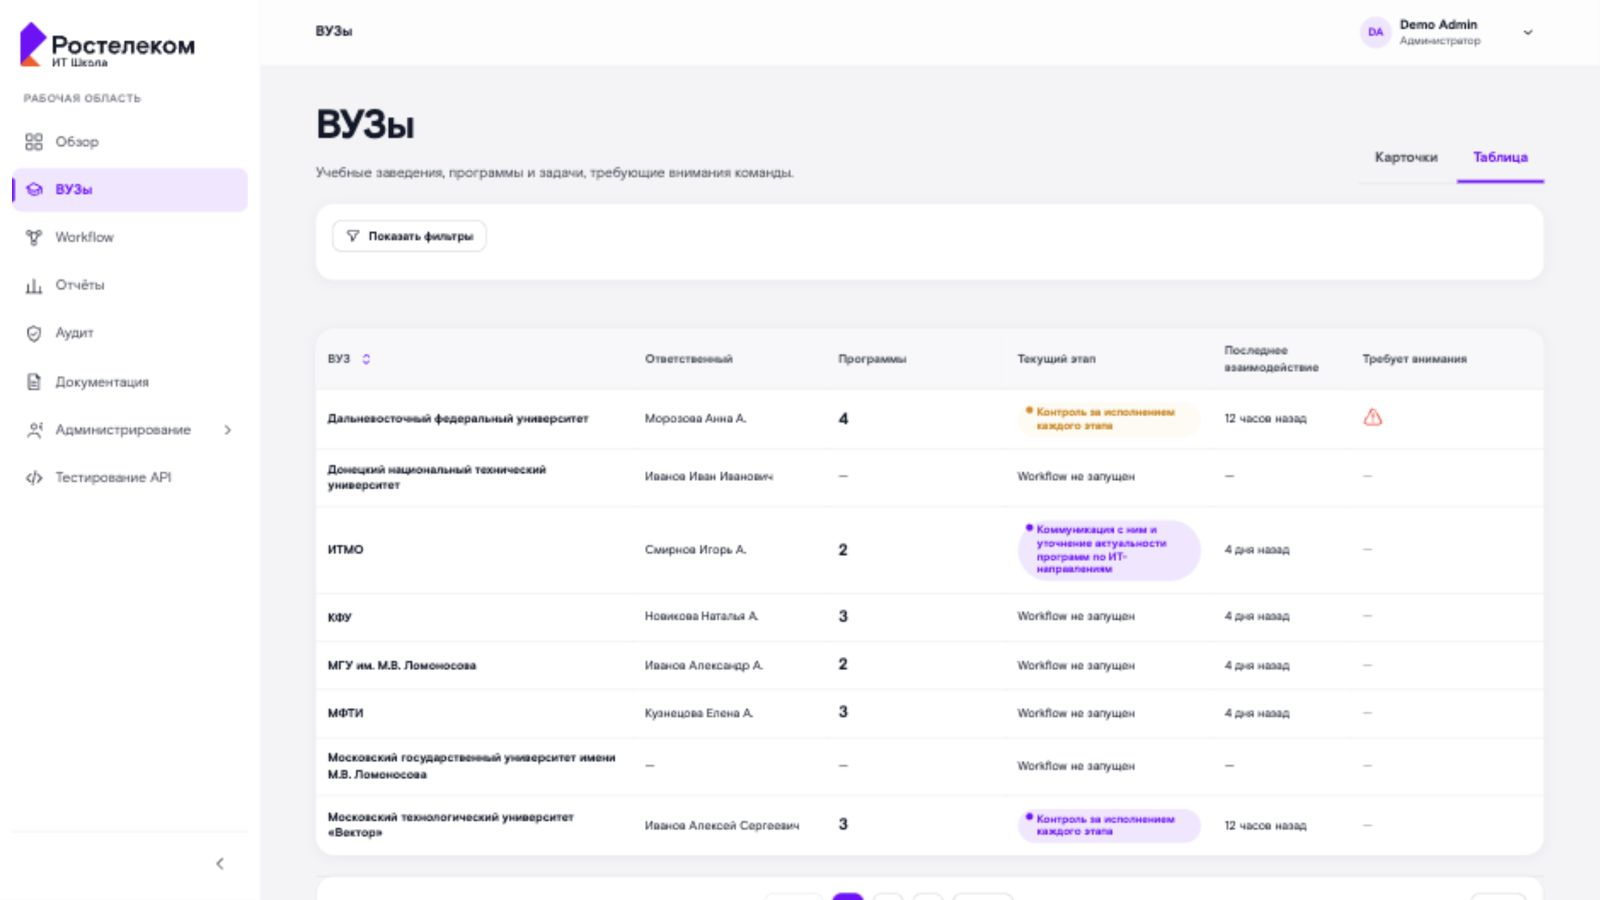 Ростелеком
ИТ Школа
РАБОЧАЯ ОБЛАСТЬ
Обзор
ВУЗы
Workflow
Отчёты
Аудит
Документация
Администрирование
Тестирование API
ВУЗы
DA
Demo Admin
Администратор
ВУЗы
Учебные заведения, программы и задачи, требующие внимания команды.
Карточки
Таблица
Показать фильтры
ВУЗ
Ответственный
Программы
Текущий этап
Последнее
взаимодействие
Требует внимания
Дальневосточный федеральный университет
Морозова Анна А.
4
Контроль за исполнением
каждого этапа
12 часов назад
Донецкий национальный технический
университет
Иванов Иван Иванович
—
Workflow не запущен
—
—
ИТМО
Смирнов Игорь А.
2
Коммуникация с ним и
уточнение актуальности
программ по ИТ-
направлениям
4 дня назад
—
КФУ
Новикова Наталья А.
3
Workflow не запущен
4 дня назад
—
МГУ им. М.В. Ломоносова
Иванов Александр А.
2
Workflow не запущен
4 дня назад
—
МФТИ
Кузнецова Елена А.
3
Workflow не запущен
4 дня назад
—
Московский государственный университет имени
М.В. Ломоносова
—
—
Workflow не запущен
—
—
Московский технологический университет
«Вектор»
Иванов Алексей Сергеевич
3
Контроль за исполнением
каждого этапа
12 часов назад
—